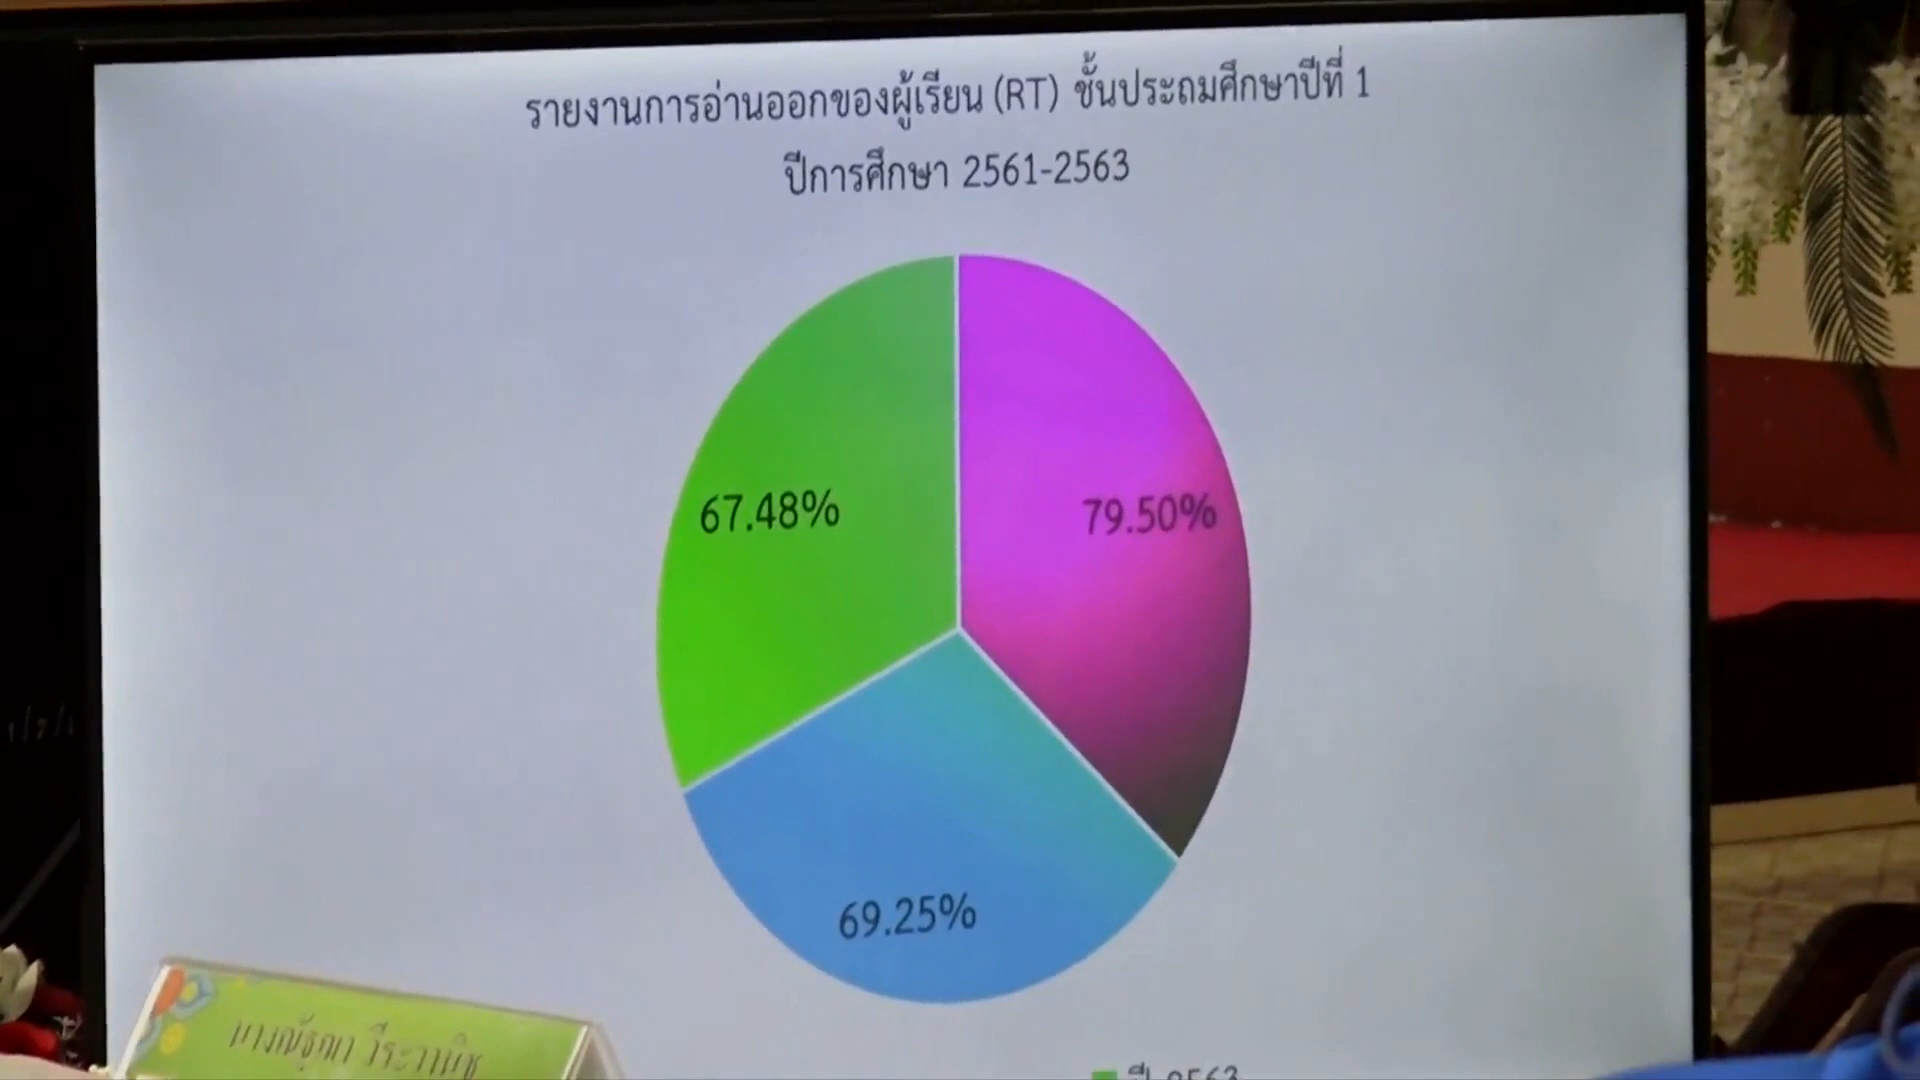 รายงานการอ่านออกของผู้เรียน (RT) ชั้นประถมศึกษาปีที่ 1
ปีการศึกษา 2561-2563
67.48%
79.50%
69.25%
ปี 2563